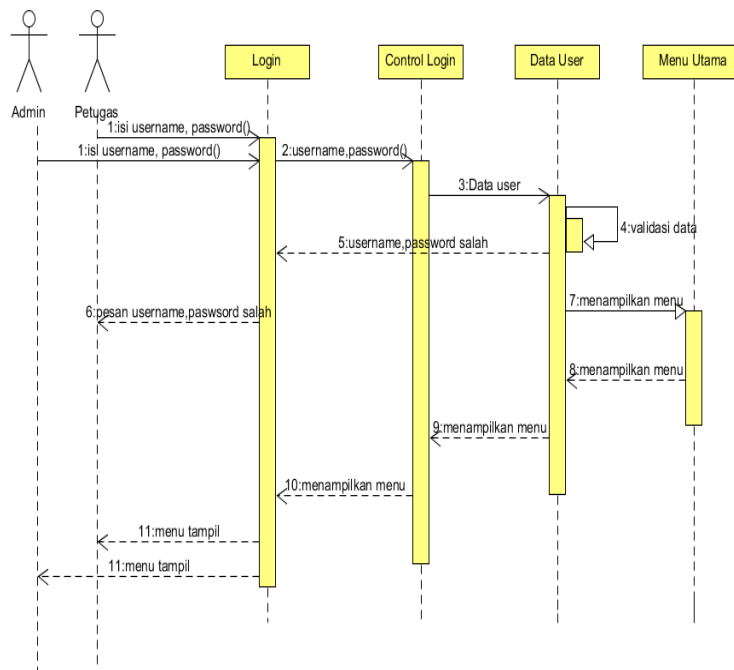 Login
Control Login
Data User
Menu Utama
Admin
Petugas
1:isi username, password()
1:isI username, password()
2:username,password()
3:Data user
4:validasi data
5:username,password salah
6:pesan username,paswsord salah
7:menampilkan menu
8:menampilkan menu
9:menampilkan menu
10:menampilkan menu
11:menu tampil
11:menu tampil